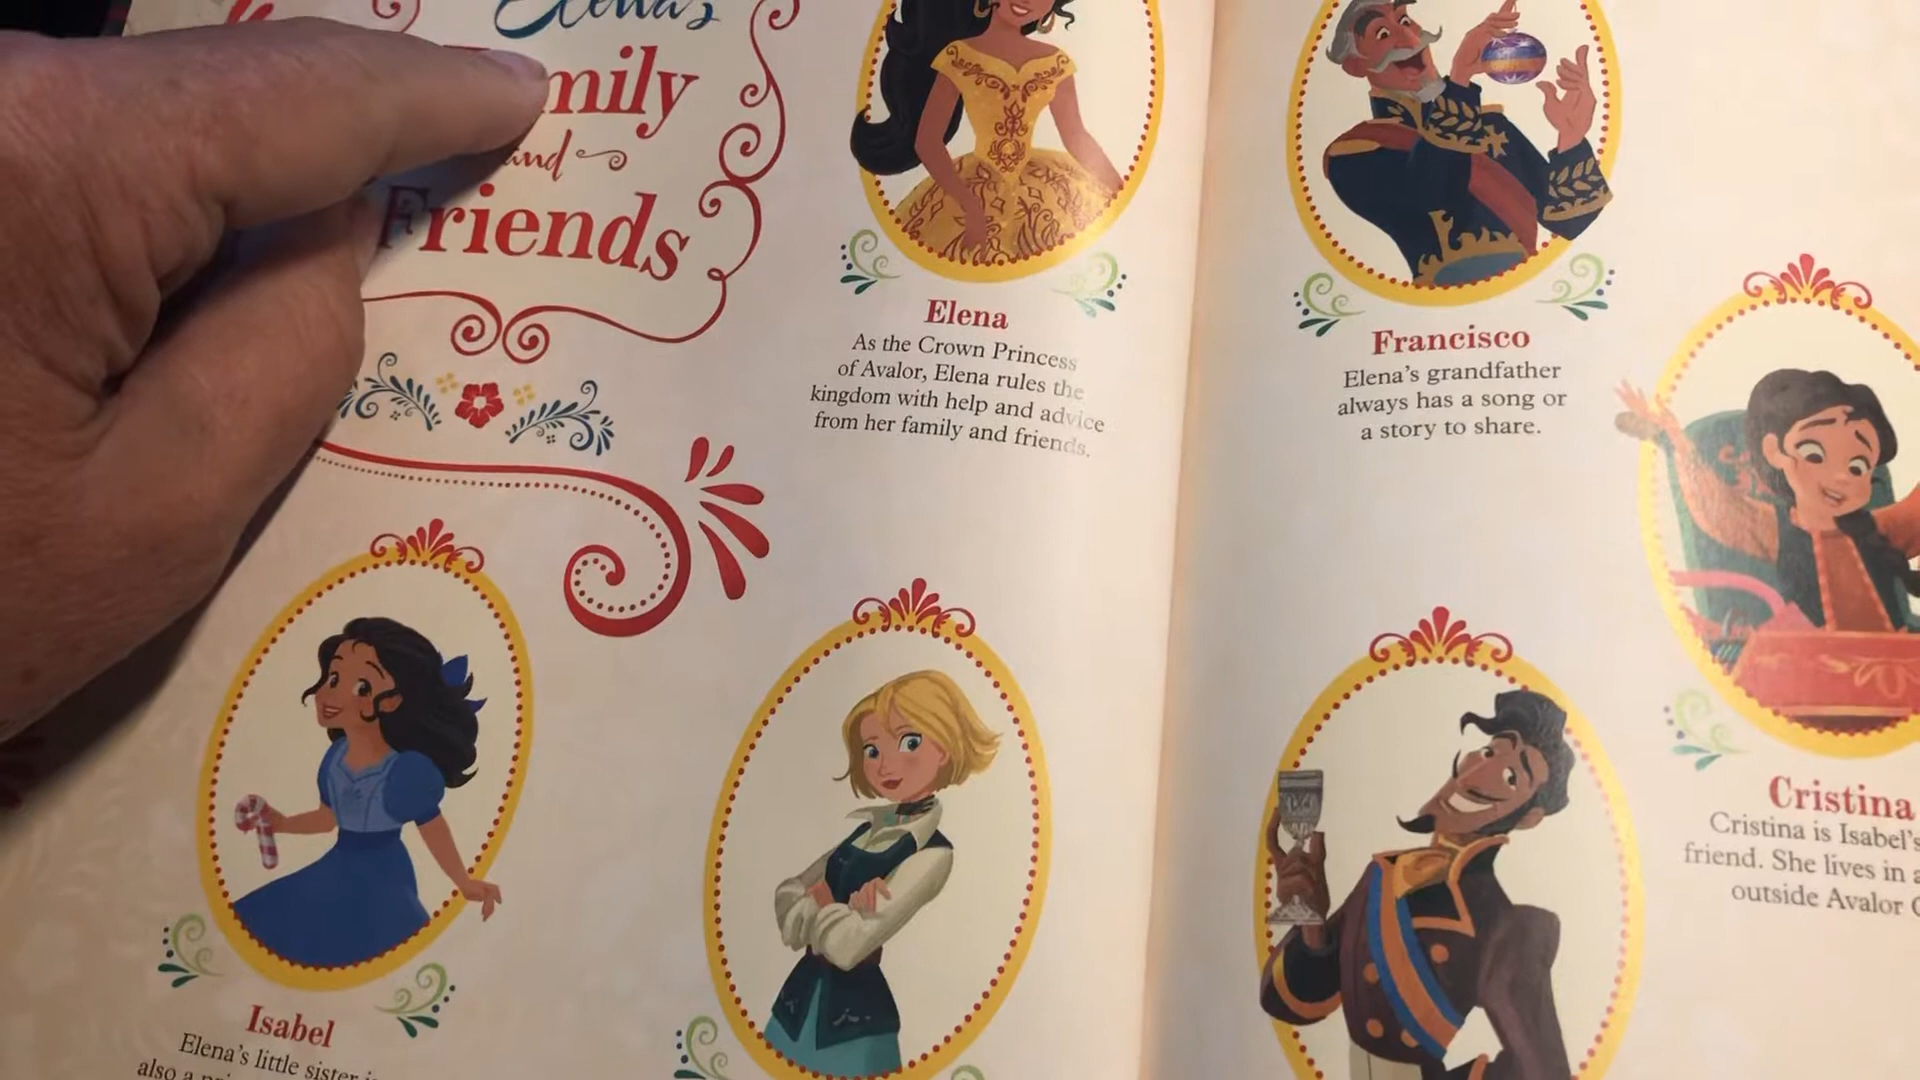 Elena's
mily
and
Friends
Elena
As the Crown Princess
of Avalor, Elena rules the
kingdom with help and advice
from her family and friends.
Isabel
Elena's little sister
also a
Francisco
Elena's grandfather
always has a song or
a story to share.
Cristina
Cristina is Isabel's
friend. She lives in a
outside Avalor